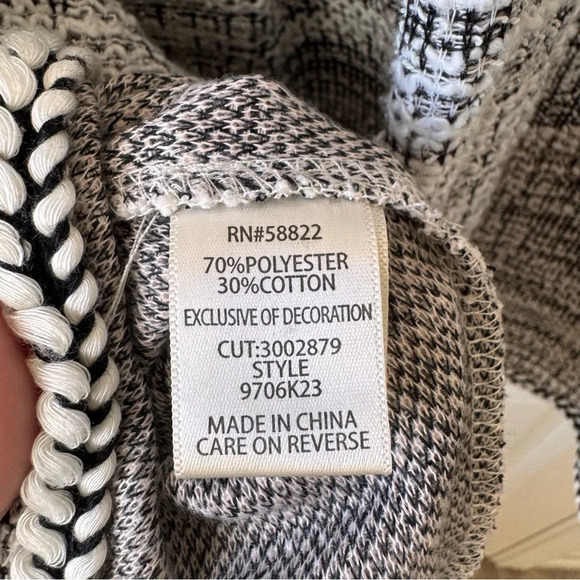 RN#58822
70%POLYESTER
30%COTTON
EXCLUSIVE OF DECORATION
CUT:3002879
STYLE
9706K23
MADE IN CHINA
CARE ON REVERSE